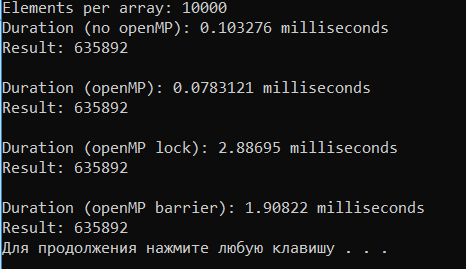 Elements per array: 10000
Duration (no openMP): 0.103276 milliseconds
Result: 635892
Duration (openMP): 0.0783121 milliseconds
Result: 635892
Duration (openMP lock): 2.88695 milliseconds
Result: 635892
Duration (openMP barrier): 1.90822 milliseconds
Result: 635892
Для продолжения нажмите любую клавишу . . .